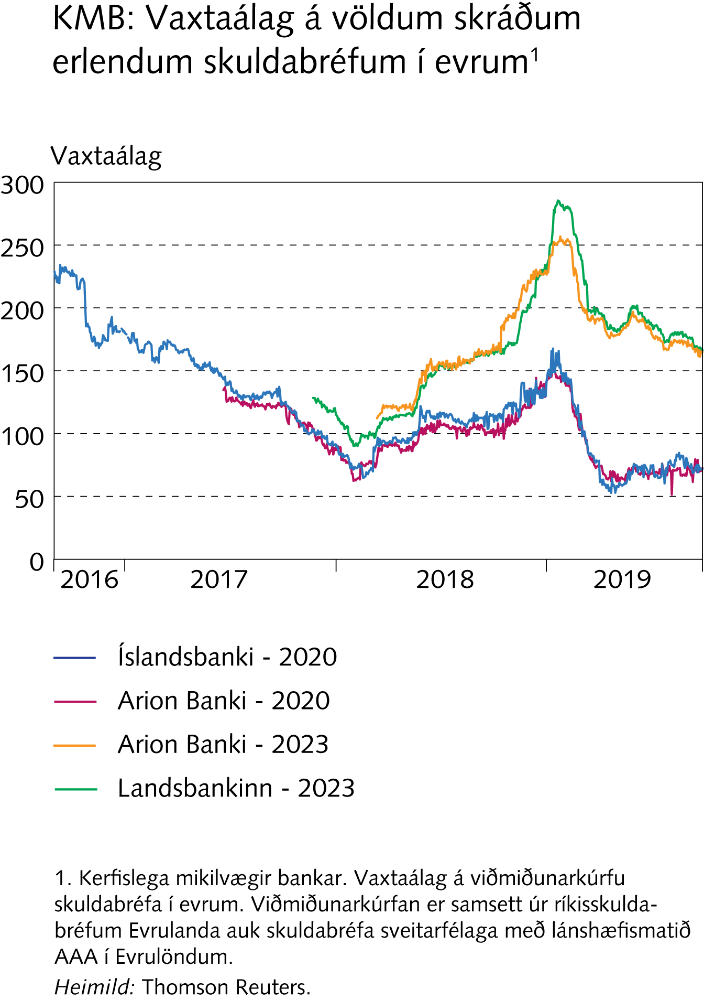 KMB: Vaxtaálag á völdum skráðum
erlendum skuldabréfum í evrum¹
Vaxtaálag
300
250
200
150
100
50
0
2016 2017 2018 2019
Íslandsbanki - 2020
Arion Banki - 2020
Arion Banki - 2023
Landsbankinn - 2023
1. Kerfislega mikilvægir bankar. Vaxtaálag á viðmiðunarkúrfu
skuldabréfa í evrum. Viðmiðunarkúrfan er samsett úr ríkisskulda-
bréfum Evrulanda auk skuldabréfa sveitarfélaga með lánshæfismatið
AAA í Evrulöndum.
Heimild: Thomson Reuters.